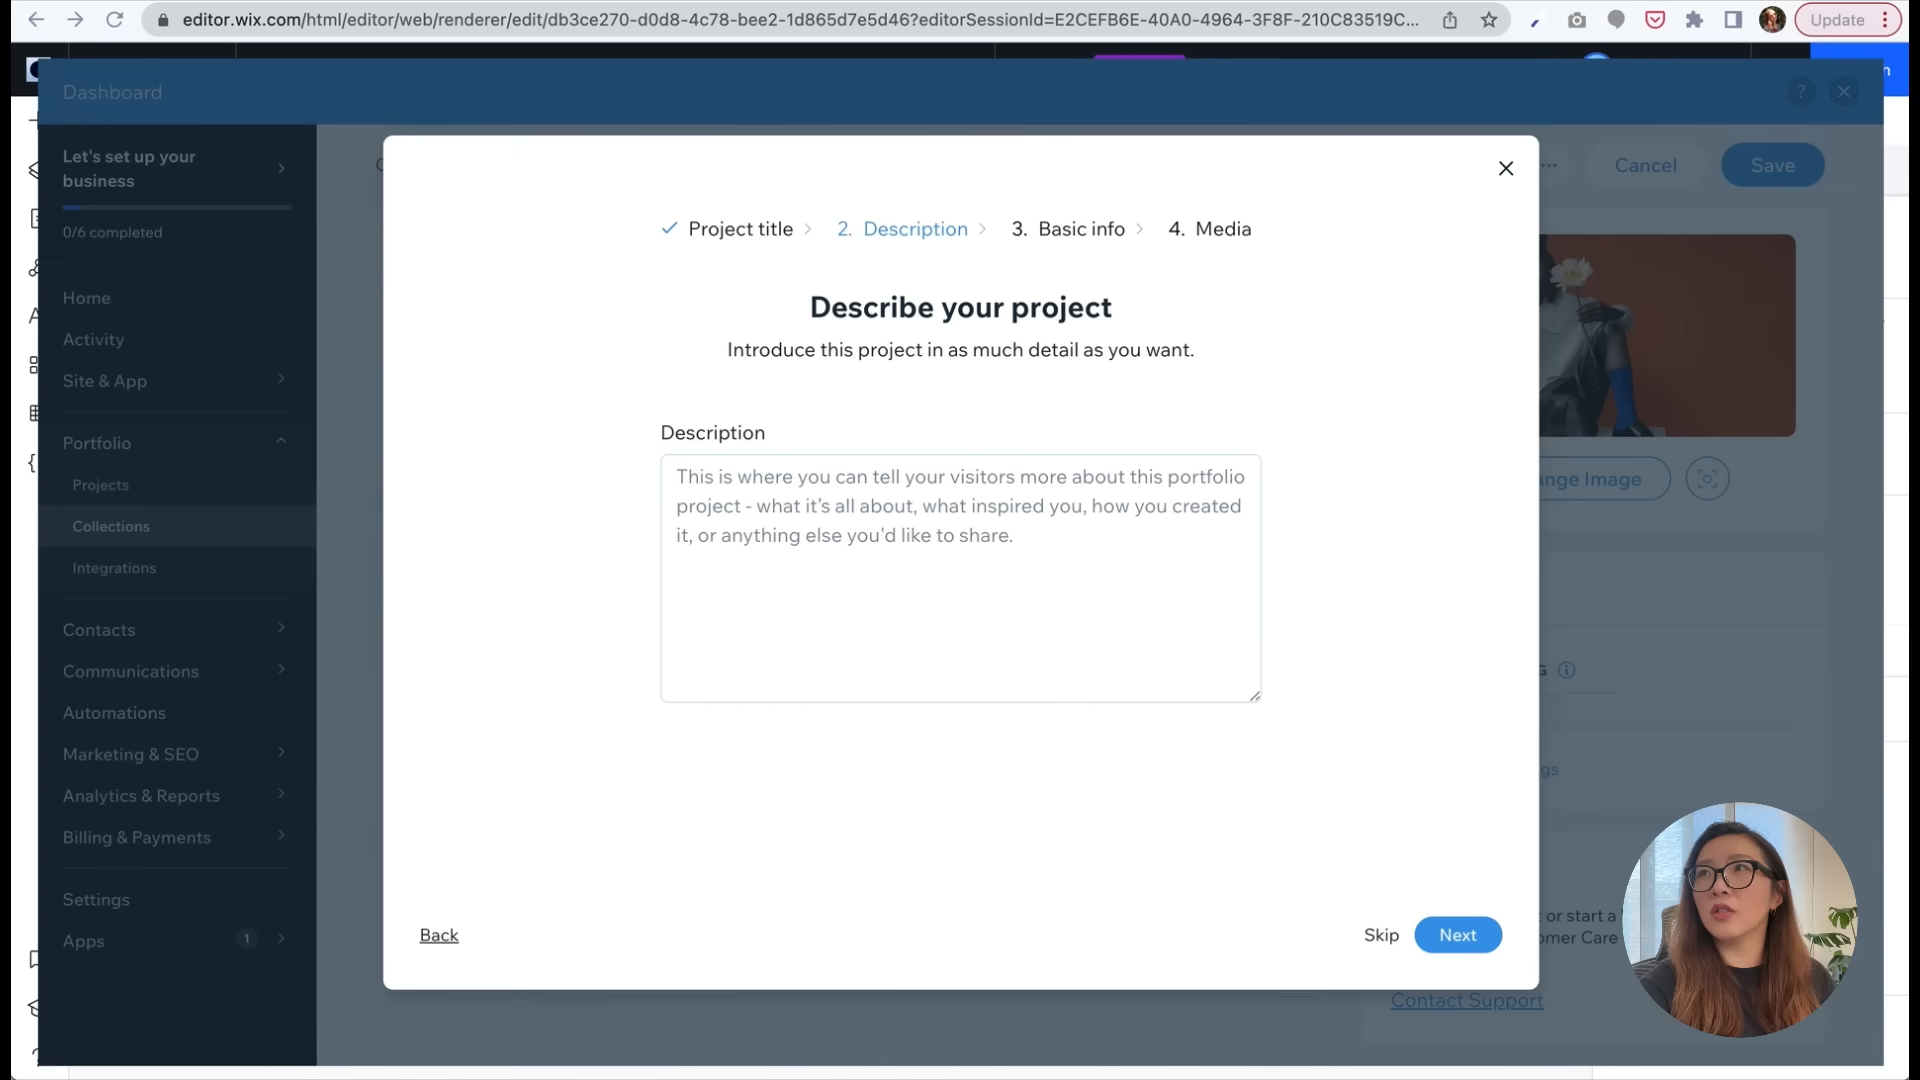 editor.wix.com/html/editor/web/renderer/edit/db3ce270-d0d8-4c78-bee2-1d865d7e5d46?editorSessionId=E2CEFB6E-40A0-4964-3F8F-210C83519C...
Update
Dashboard
?
Let's set up your
business
0/6 completed
Home
Activity
Site & App
Portfolio
Projects
Collections
Integrations
Contacts
Communications
Automations
Marketing & SEO
Analytics & Reports
Billing & Payments
Settings
Apps
1
Cancel
Save
Project title
2. Description
3. Basic info
4. Media
Describe your project
Introduce this project in as much detail as you want.
Description
This is where you can tell your visitors more about this portfolio
project - what it's all about, what inspired you, how you created
it, or anything else you'd like to share.
Back
Skip
Next
Image
or start a
Care
Contact Support